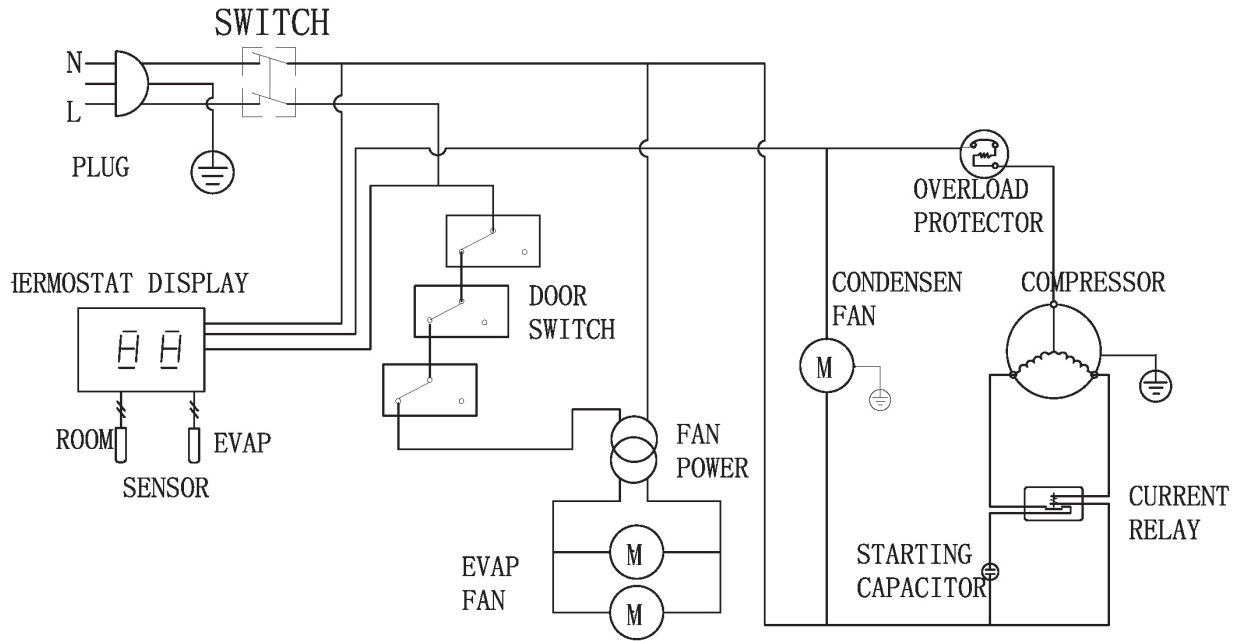 SWITCH
N
L
PLUG
OVERLOAD
PROTECTOR
HERMOSTAT DISPLAY
DOOR
SWITCH
CONDENSEN
FAN
COMPRESSOR
88
M
ROOM
EVAP
SENSOR
FAN
POWER
CURRENT
RELAY
EVAP
FAN
M
M
STARTING
CAPACITOR